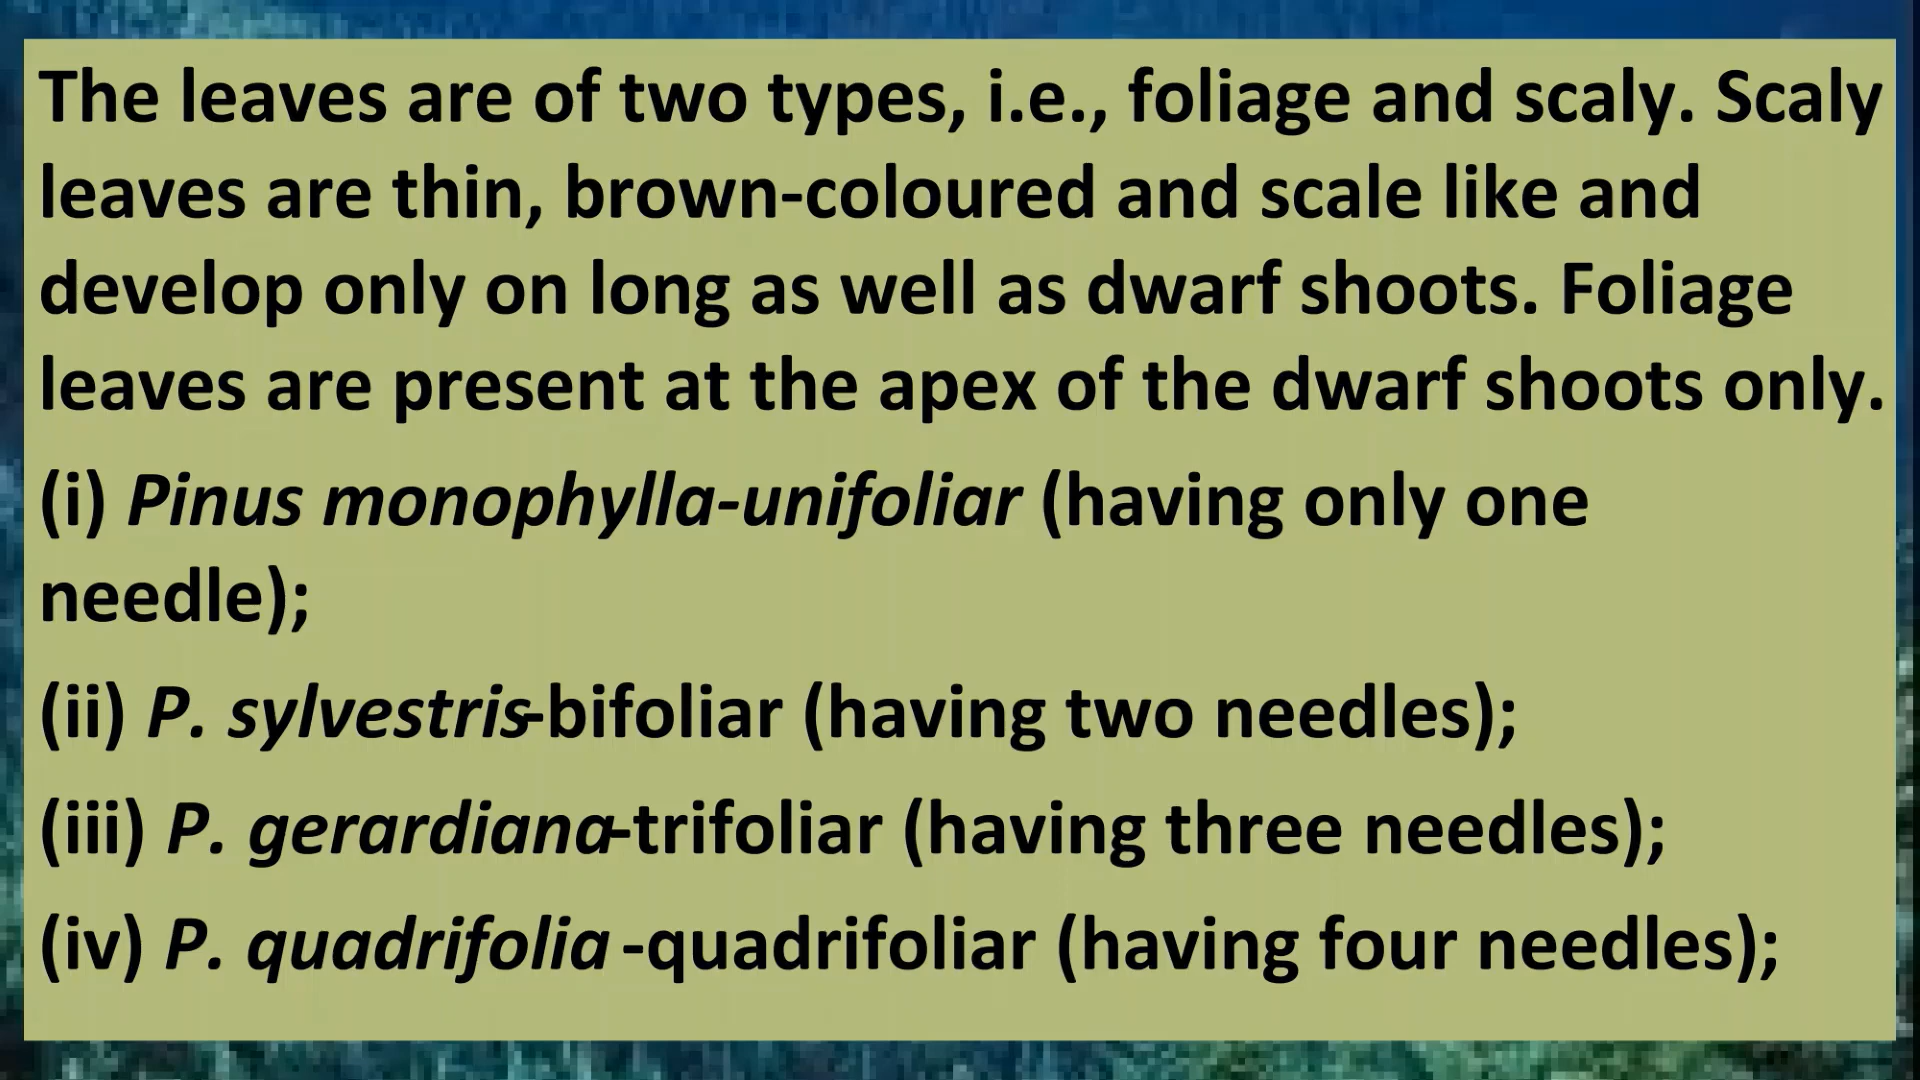 The leaves are of two types, i.e., foliage and scaly. Scaly
leaves are thin, brown-coloured and scale like and
develop only on long as well as dwarf shoots. Foliage
leaves are present at the apex of the dwarf shoots only.
(i) Pinus monophylla-unifoliar (having only one
needle);
(ii) P. sylvestris-bifoliar (having two needles);
(iii) P. gerardiana-trifoliar (having three needles);
(iv) P. quadrifolia -quadrifoliar (having four needles);